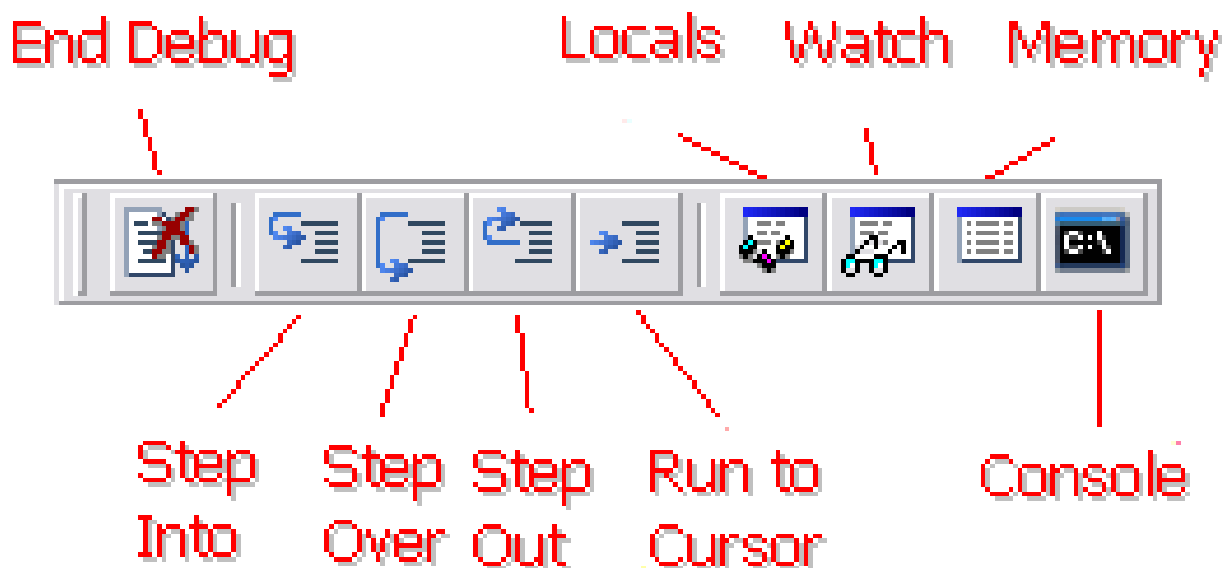 End Debug
Locals
Watch
Memory
C:\
Step
Into
Step
Over
Step
Out
Run to
Cursor
Console